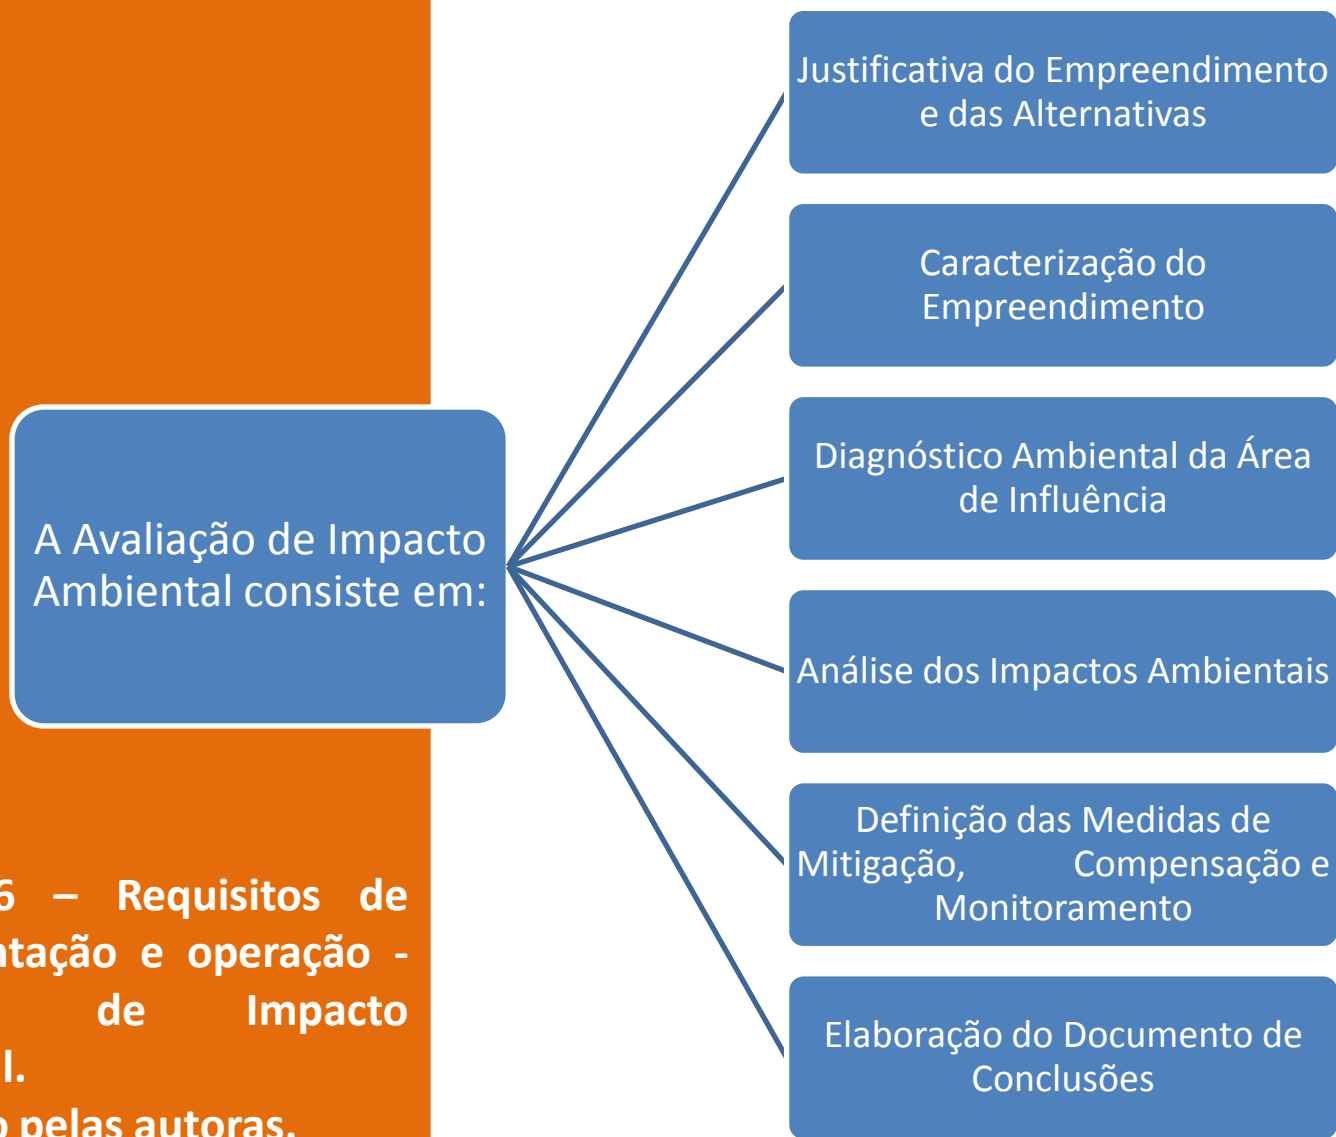 A Avaliação de Impacto
Ambiental consiste em:
Justificativa do Empreendimento
e das Alternativas
Caracterização do
Empreendimento
Diagnóstico Ambiental da Área
de Influência
Análise dos Impactos Ambientais
Definição das Medidas de
Mitigação, Compensação e
Monitoramento
Elaboração do Documento de
Conclusões
6 – Requisitos de
ntação e operação -
de Impacto
l.
o pelas autoras.